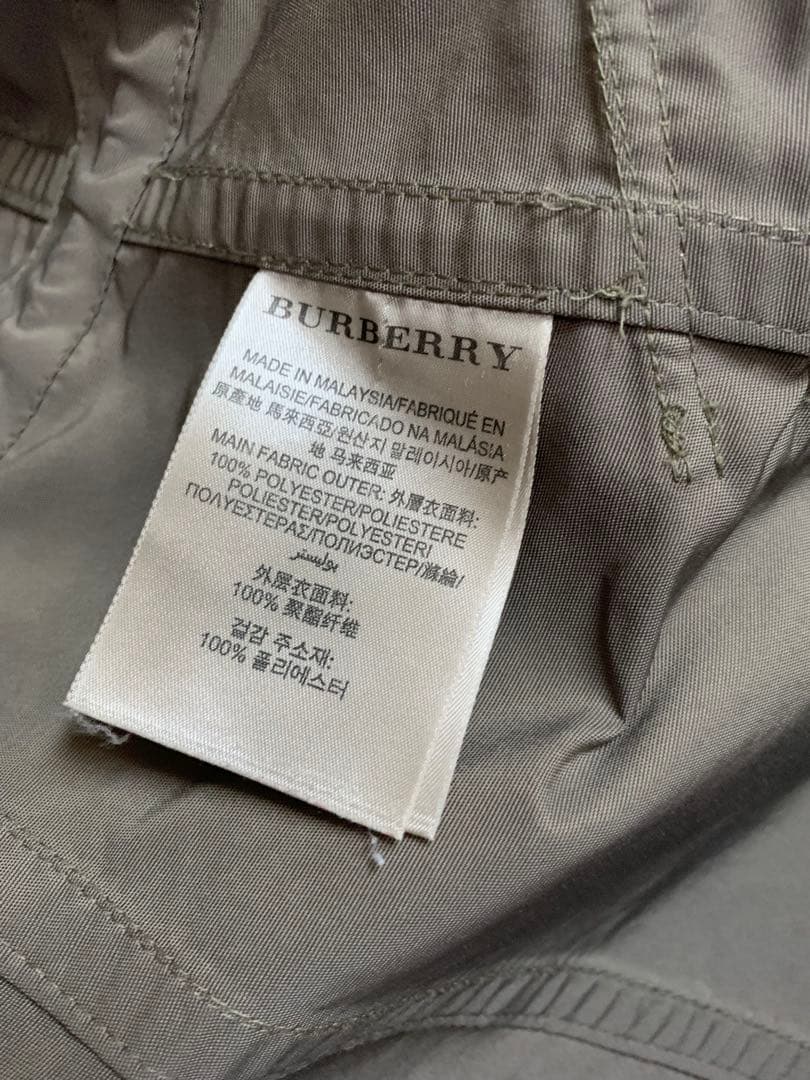 BURBERRY
MADE IN MALAYSIA/FABRIQUÉ EN
MALAISIE/FABRICADO NA MALÁSIA
原產地 馬來西亞/원산지 말레이시아/原产
地 马来西亚
MAIN FABRIC OUTER: 外層衣面料:
100% POLYESTER/POLIESTERE
POLIESTER/POLYESTER/
ΠΟΛΥΕΣΤΕΡΑΣ/ПОЛИЭСТЕР/滌綸/
بوليستر
外层衣面料:
100% 聚酯纤维
겉감 주소재:
100% 폴리에스터